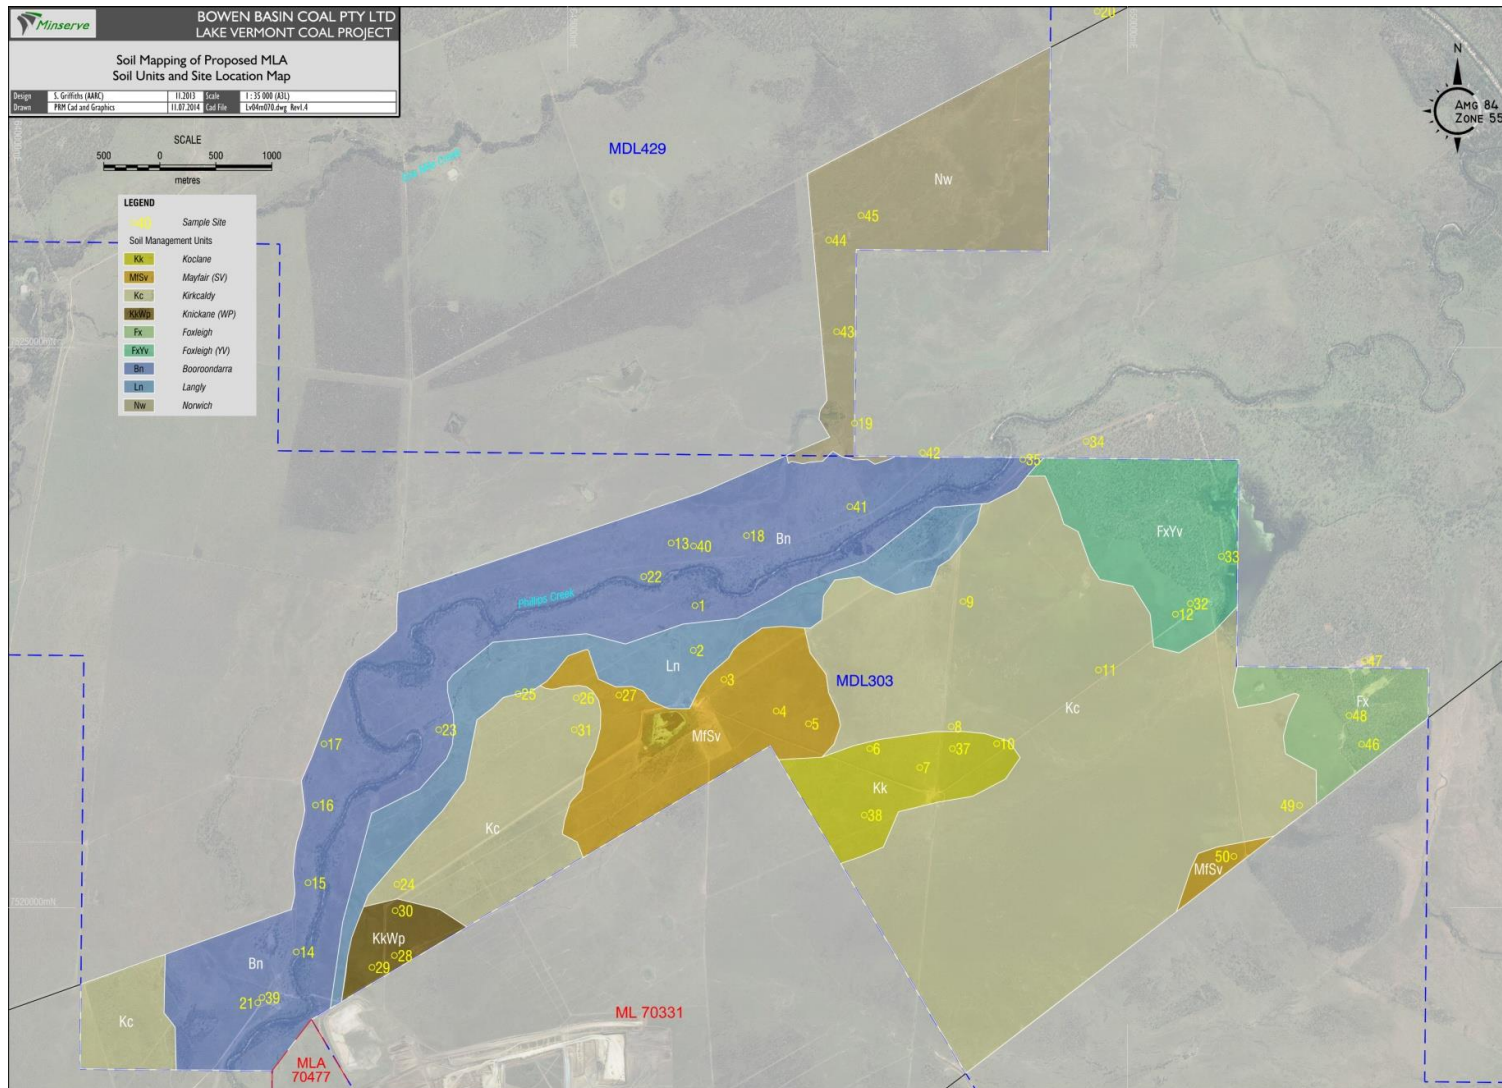 Minserve
BOWEN BASIN COAL PTY LTD
LAKE VERMONT COAL PROJECT
Soil Mapping of Proposed MLA
Soil Units and Site Location Map
Design S. Griffiths (AARC) 11.2013 Scale 1 : 35 000 (A3L)
Drawn PRM Cad and Graphics 11.07.2014 Cad File Lv04m070.dwg Rev1.4
SCALE
500 0 500 1000
metres
LEGEND
Sample Site
Soil Management Units
Kk Koclane
MfSv Mayfair (SV)
Kc Kirkcaldy
KkWp Knickane (WP)
Fx Foxleigh
FxYv Foxleigh (YV)
Bn Booroondarra
Ln Langly
Nw Norwich
N
AMG 84
ZONE 55
20
MDL429
Nw
45
44
43
19
42
34
35
41
18
Bn
13
40
FxYv
33
22
Phillips Creek
1
9
32
12
2
Ln
11
47
3
MDL303
25
26
27
Kc
Fx
4
48
5
23
31
MfSv
8
17
6
37
10
46
7
Kk
16
38
49
Kc
50
MfSv
15
24
30
KkWp
14
28
Bn
29
21
39
Kc
ML 70331
MLA
70477